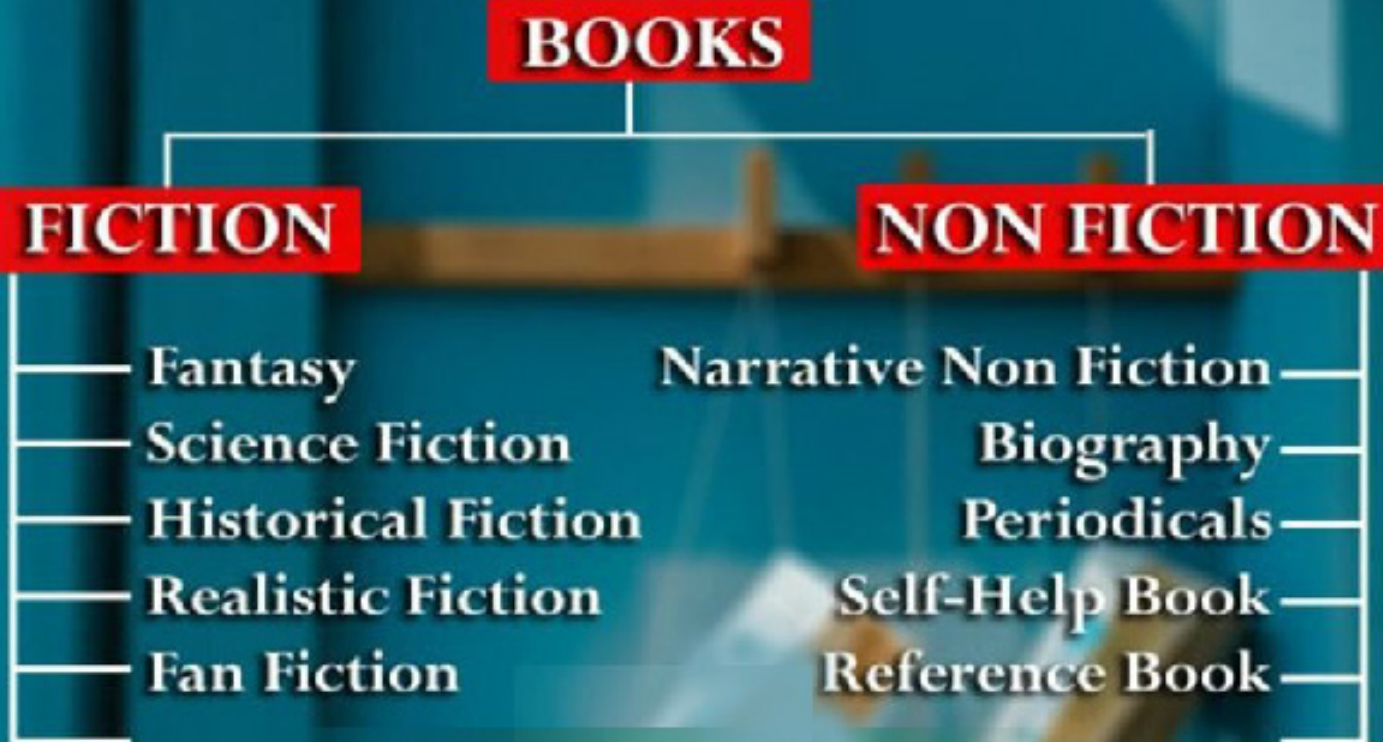 BOOKS
FICTION
NON FICTION
Fantasy
Science Fiction
Historical Fiction
Realistic Fiction
Fan Fiction
Narrative Non Fiction
Biography
Periodicals
Self-Help Book
Reference Book